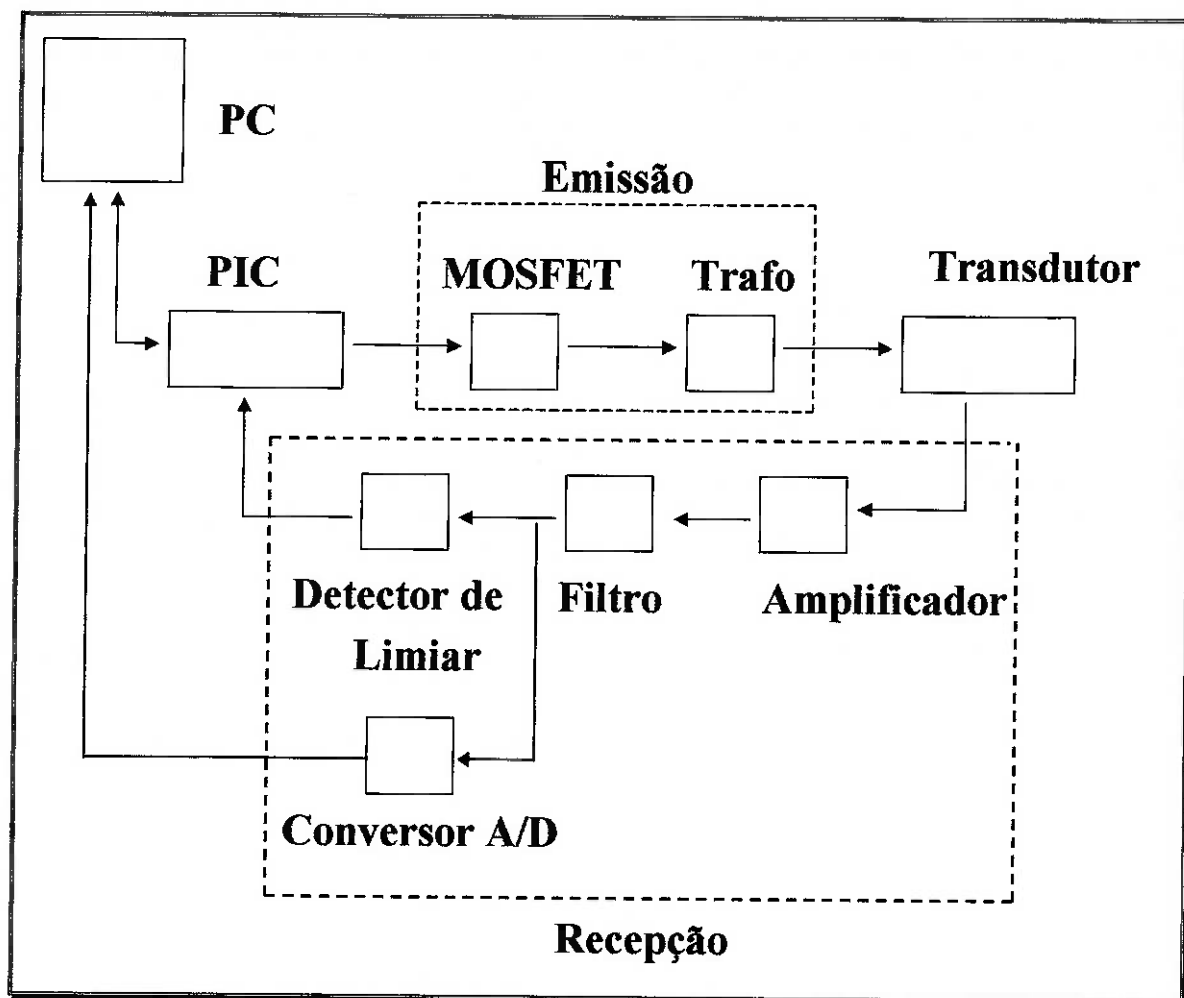 PC
Emissão
PIC
MOSFET
Trafo
Transdutor
Detector de
Limiar
Filtro
Amplificador
Conversor A/D
Recepção